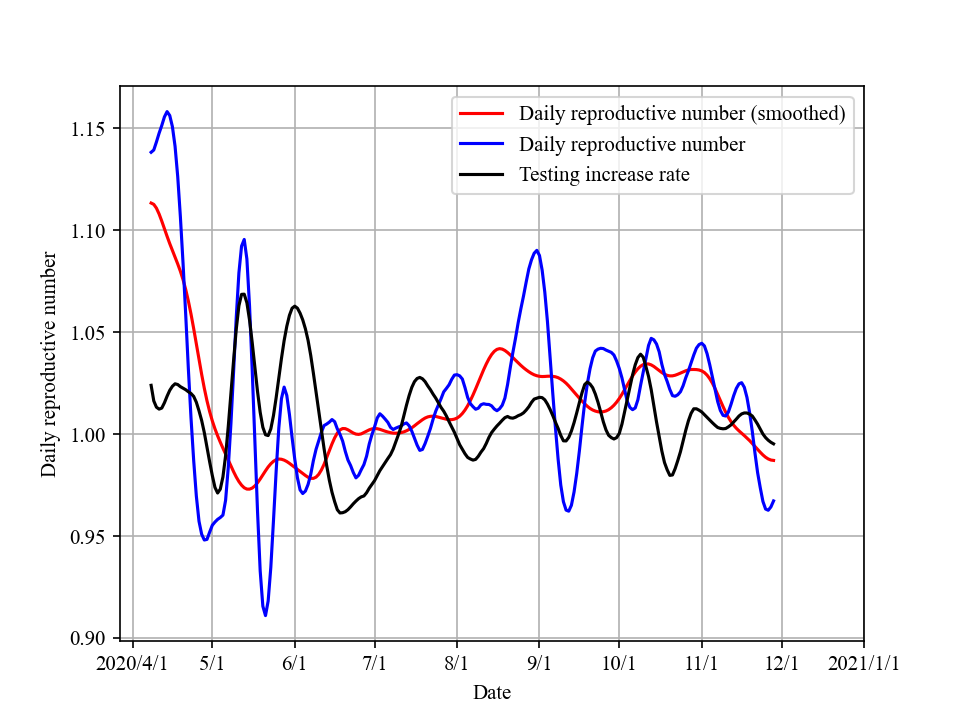 Daily reproductive number (smoothed)
Daily reproductive number
Testing increase rate
1.15
1.10
1.05
1.00
0.95
0.90
Daily reproductive number
2020/4/1 5/1 6/1 7/1 8/1 9/1 10/1 11/1 12/1 2021/1/1
Date